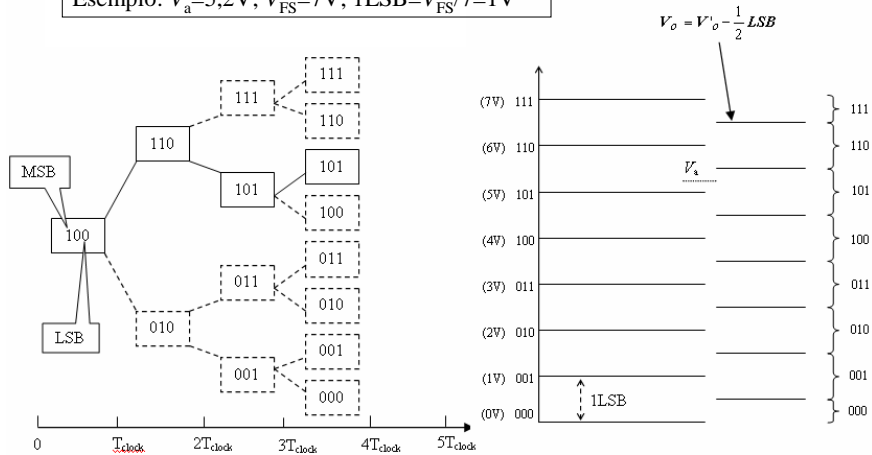 Esempio: Va=5,2V; VFS=7V; 1LSB=VFS/7=1V
Vo = V'o - 1/2 LSB
MSB
100
LSB
110
010
111
101
011
001
111
110
101
100
011
010
001
000
0
Tclock
2Tclock
3Tclock
4Tclock
5Tclock
(7V) 111
(6V) 110
Va
(5V) 101
(4V) 100
(3V) 011
(2V) 010
(1V) 001
1LSB
(0V) 000
111
110
101
100
011
010
001
000